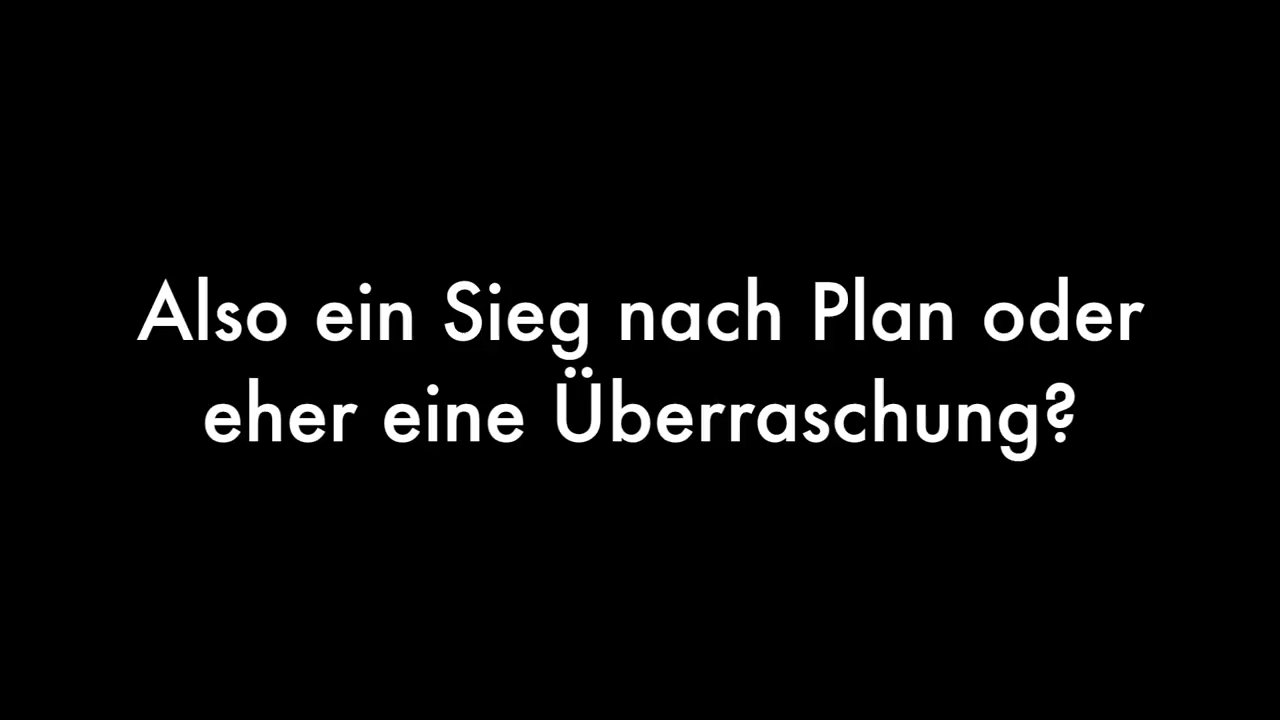 Also ein Sieg nach Plan oder
eher eine Überraschung?